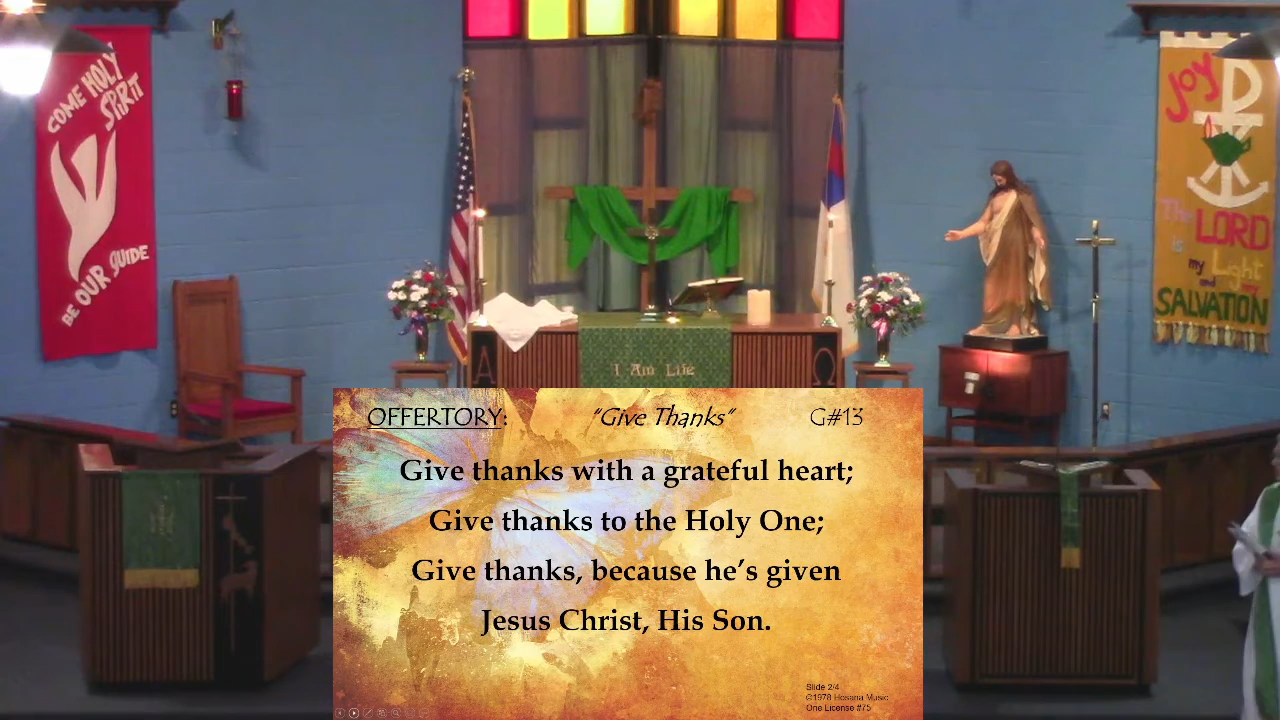 COME HOLY
SPIRIT
BE OUR GUIDE
Joy
The
LORD
is
my Light
and my
SALVATION
Α
Ω
I Am Life
OFFERTORY: “Give Thanks” G#13
Give thanks with a grateful heart;
Give thanks to the Holy One;
Give thanks, because he’s given
Jesus Christ, His Son.
Slide 2/4
©1978 Hosana Music
One License #75